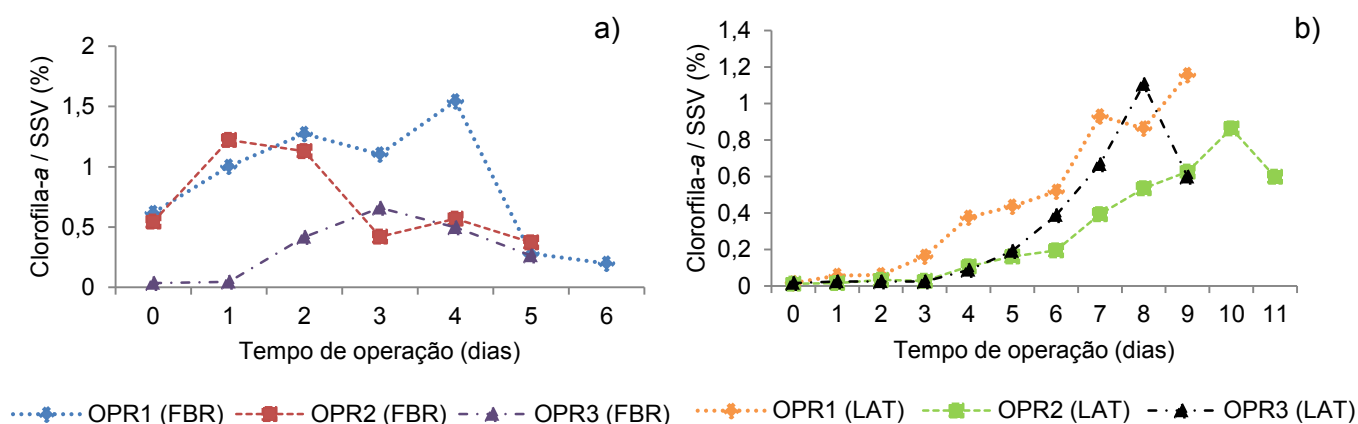 a)
Clorofila-a / SSV (%)
2
1,5
1
0,5
0
0 1 2 3 4 5 6
Tempo de operação (dias)
OPR1 (FBR) OPR2 (FBR) OPR3 (FBR)
b)
Clorofila-a / SSV (%)
1,4
1,2
1
0,8
0,6
0,4
0,2
0
0 1 2 3 4 5 6 7 8 9 10 11
Tempo de operação (dias)
OPR1 (LAT) OPR2 (LAT) OPR3 (LAT)